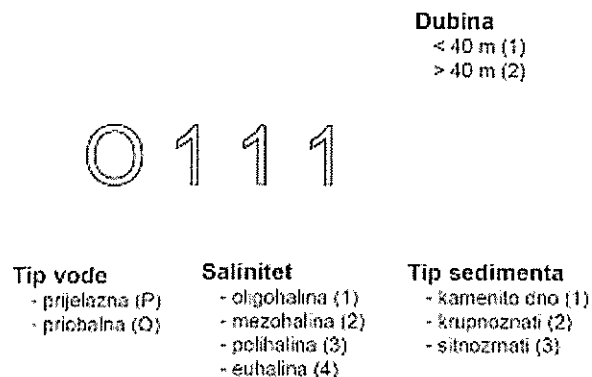 Dubina
< 40 m (1)
> 40 m (2)
O 1 1 1
Tip vode
- prijelazna (P)
- priobalna (O)
Salinitet
- oligohalina (1)
- mezohalina (2)
- polihalina (3)
- euhalina (4)
Tip sedimenta
- kamenito dno (1)
- krupnoznati (2)
- sitnozrnati (3)